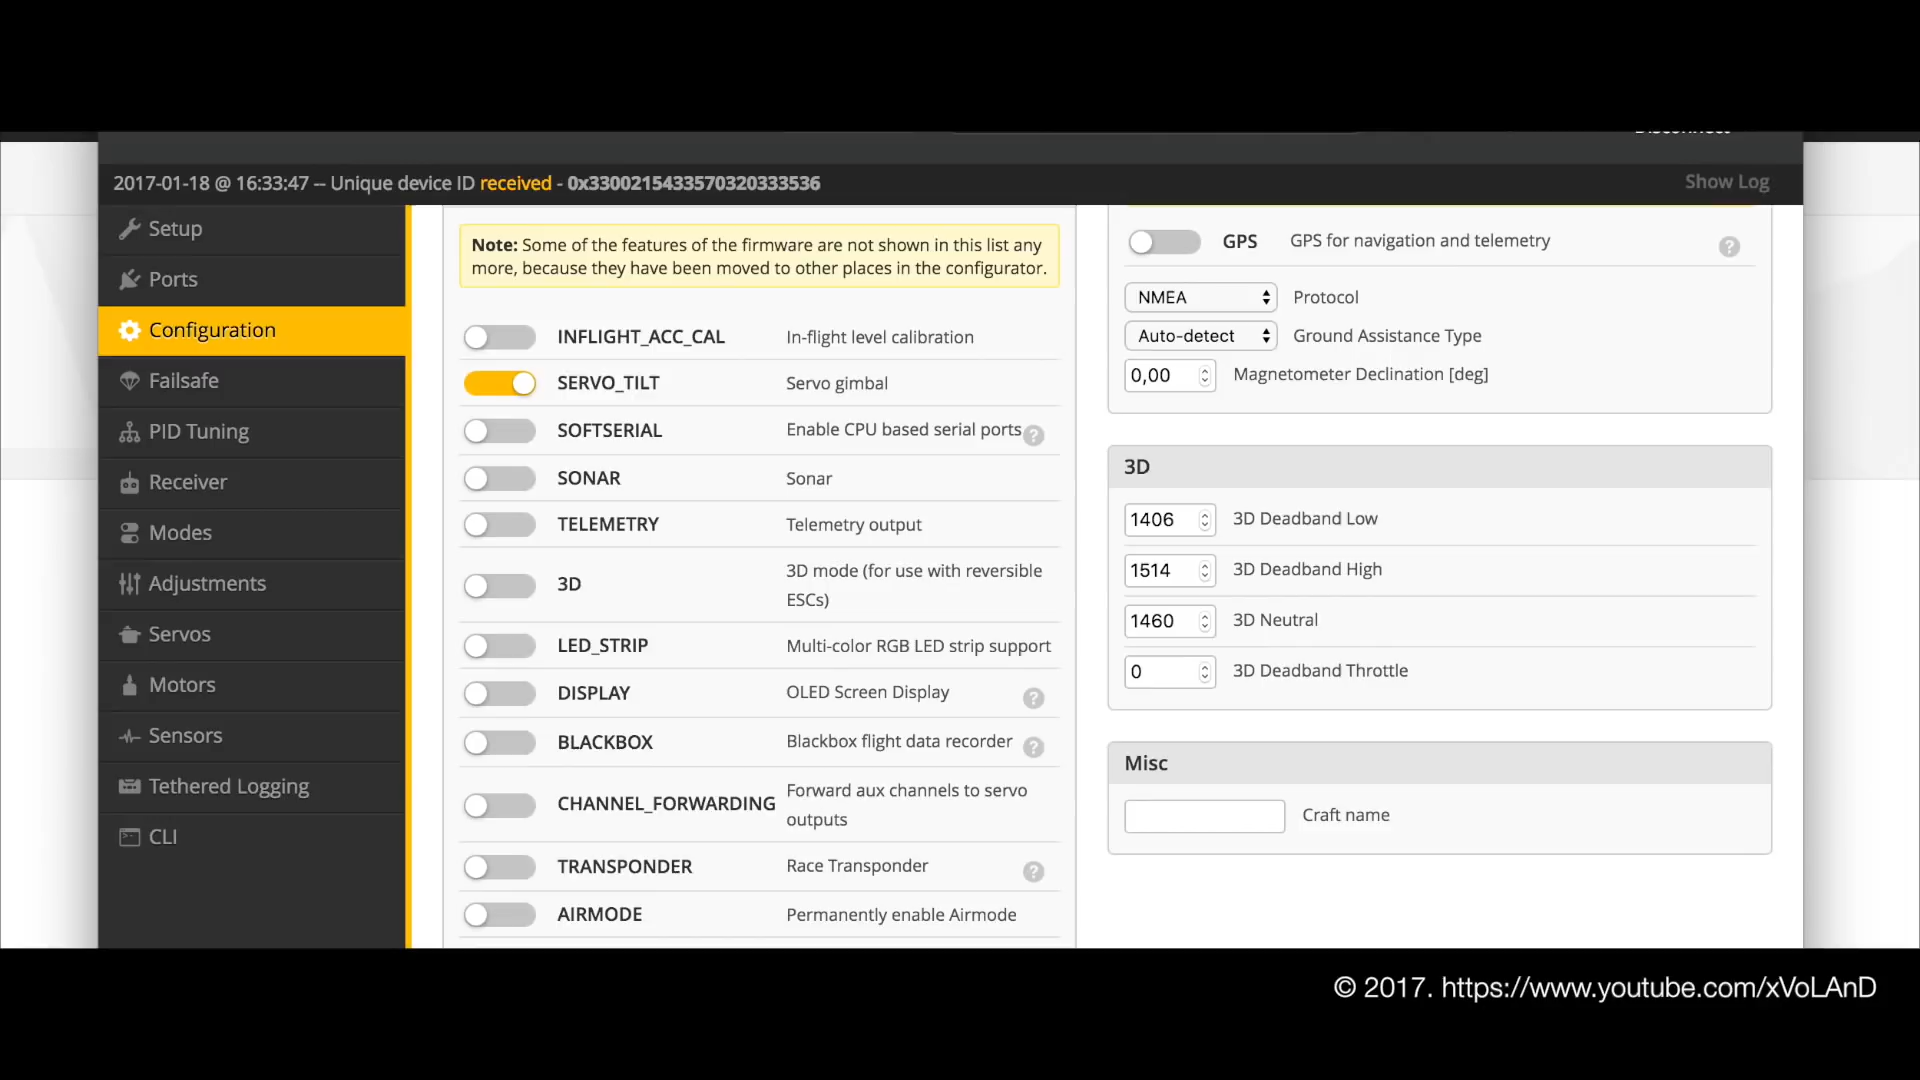 Disconnect
2017-01-18 @ 16:33:47 -- Unique device ID received - 0x3300215433570320333536
Show Log
Setup
Ports
Configuration
Failsafe
PID Tuning
Receiver
Modes
Adjustments
Servos
Motors
Sensors
Tethered Logging
CLI
Note: Some of the features of the firmware are not shown in this list any
more, because they have been moved to other places in the configurator.
INFLIGHT_ACC_CAL In-flight level calibration
SERVO_TILT Servo gimbal
SOFTSERIAL Enable CPU based serial ports ?
SONAR Sonar
TELEMETRY Telemetry output
3D 3D mode (for use with reversible
ESCs)
LED_STRIP Multi-color RGB LED strip support
DISPLAY OLED Screen Display ?
BLACKBOX Blackbox flight data recorder ?
CHANNEL_FORWARDING Forward aux channels to servo
outputs
TRANSPONDER Race Transponder ?
AIRMODE Permanently enable Airmode
GPS GPS for navigation and telemetry ?
NMEA Protocol
Auto-detect Ground Assistance Type
0,00 Magnetometer Declination [deg]
3D
1406 3D Deadband Low
1514 3D Deadband High
1460 3D Neutral
0 3D Deadband Throttle
Misc
Craft name
© 2017. https://www.youtube.com/xVoLAnD